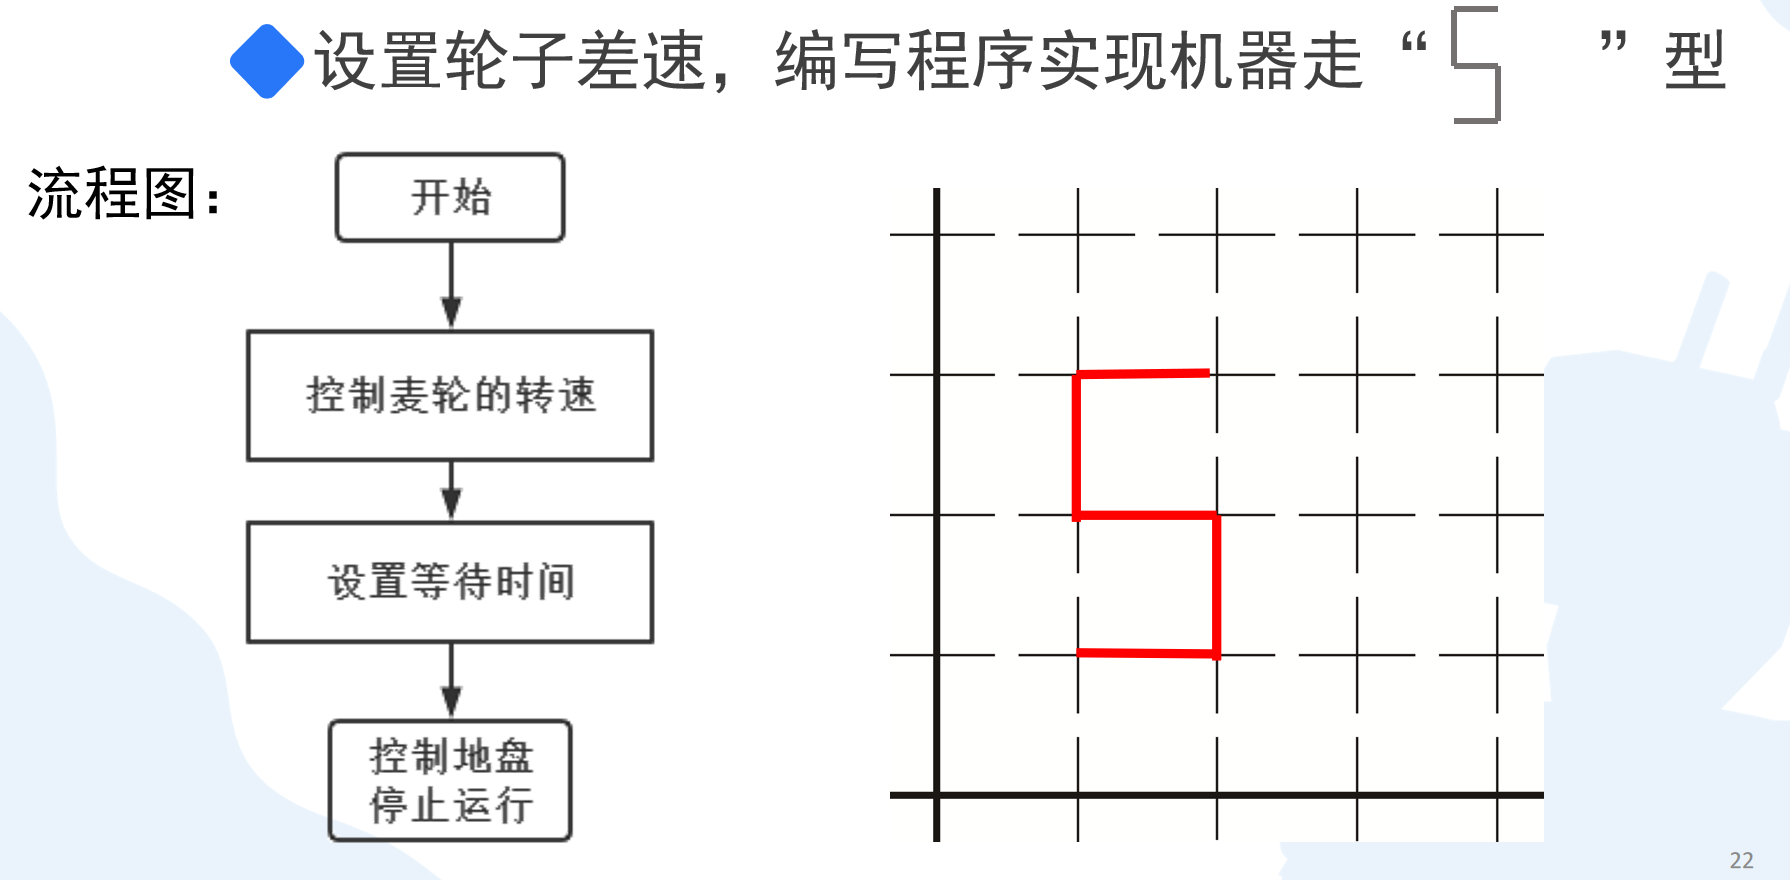 设置轮子差速，编写程序实现机器走“ ”型
流程图：
开始
控制麦轮的转速
设置等待时间
控制地盘
停止运行
22